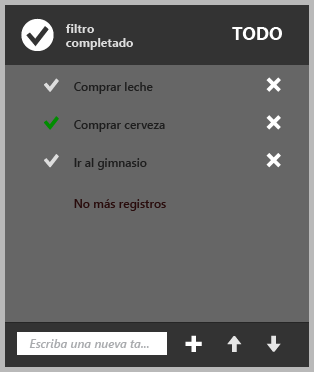 filtro
completado
TODO
Comprar leche
Comprar cerveza
Ir al gimnasio
No más registros
Escriba una nueva ta...